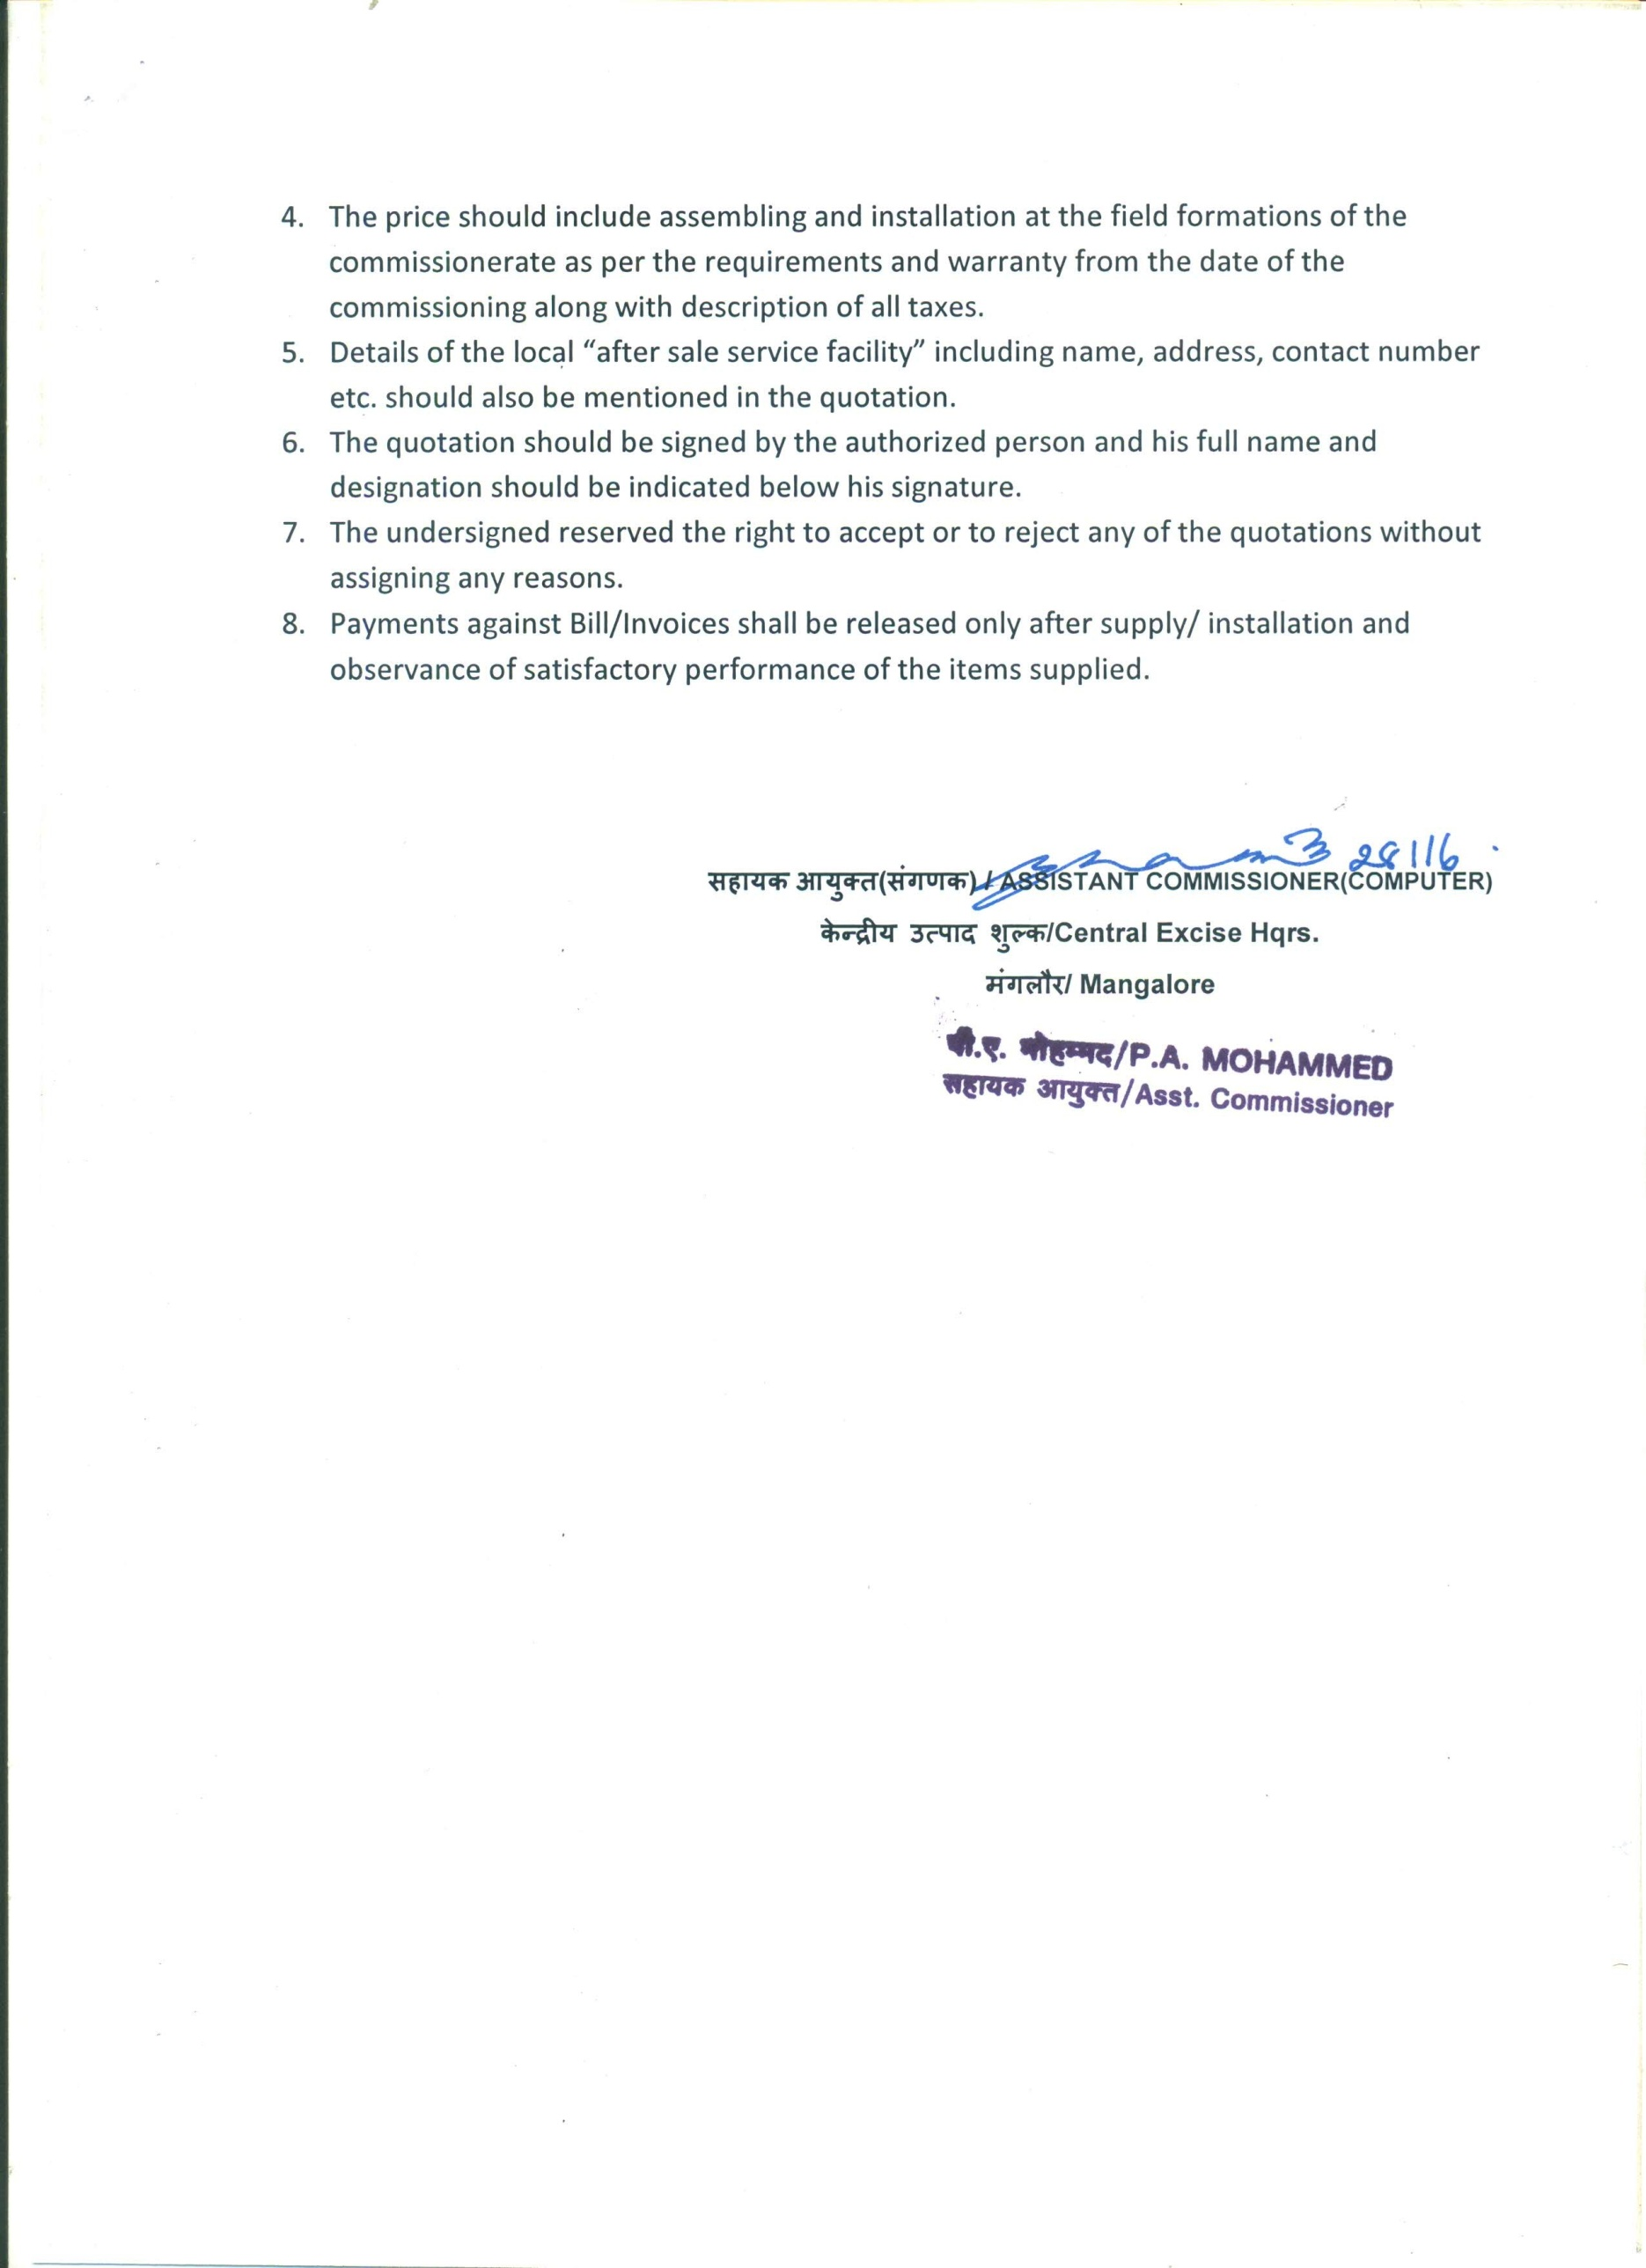 4. The price should include assembling and installation at the field formations of the
commissionerate as per the requirements and warranty from the date of the
commissioning along with description of all taxes.
5. Details of the local “after sale service facility” including name, address, contact number
etc. should also be mentioned in the quotation.
6. The quotation should be signed by the authorized person and his full name and
designation should be indicated below his signature.
7. The undersigned reserved the right to accept or to reject any of the quotations without
assigning any reasons.
8. Payments against Bill/Invoices shall be released only after supply/ installation and
observance of satisfactory performance of the items supplied.
सहायक आयुक्त(संगणक) / ASSISTANT COMMISSIONER(COMPUTER)
केन्द्रीय उत्पाद शुल्क/Central Excise Hqrs.
मंगलौर/ Mangalore
पी.ए. मोहम्मद/P.A. MOHAMMED
सहायक आयुक्त/Asst. Commissioner